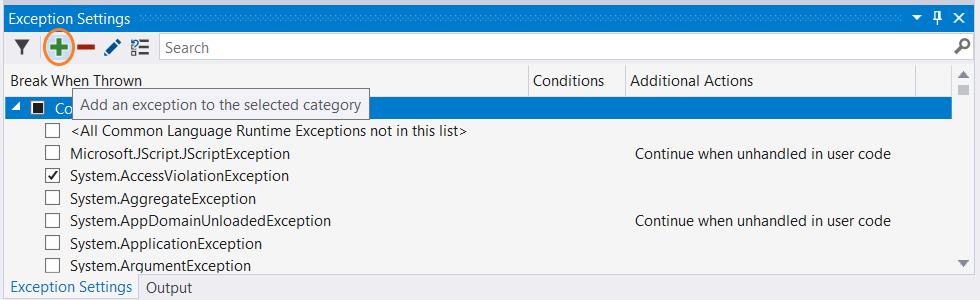 Exception Settings
Search
Break When Thrown Conditions Additional Actions
Co
Add an exception to the selected category
<All Common Language Runtime Exceptions not in this list>
Microsoft.JScript.JScriptException Continue when unhandled in user code
System.AccessViolationException
System.AggregateException
System.AppDomainUnloadedException Continue when unhandled in user code
System.ApplicationException
System.ArgumentException
Exception Settings Output